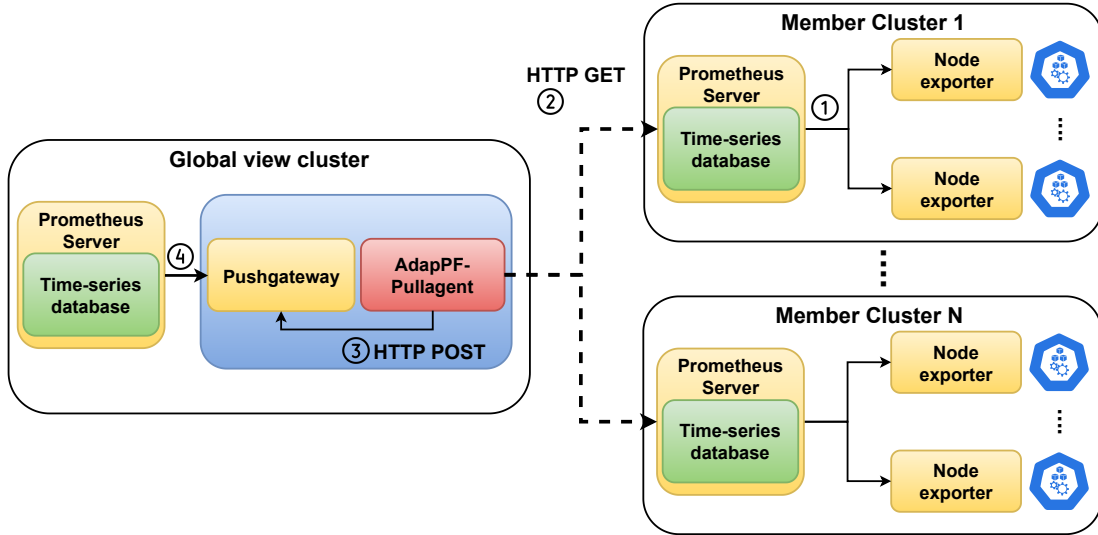 Global view cluster
Prometheus
Server
Time-series
database
4
Pushgateway
AdapPF-
Pullagent
3 HTTP POST
HTTP GET
2
Member Cluster 1
Prometheus
Server
Time-series
database
1
Node
exporter
Node
exporter
Member Cluster N
Prometheus
Server
Time-series
database
Node
exporter
Node
exporter